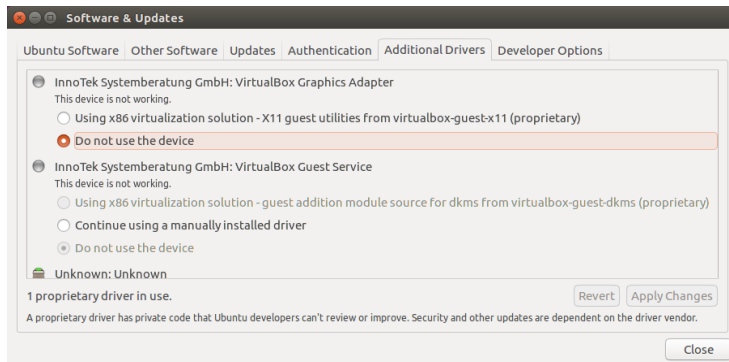 Software & Updates
Ubuntu Software Other Software Updates Authentication Additional Drivers Developer Options
InnoTek Systemberatung GmbH: VirtualBox Graphics Adapter
This device is not working.
Using x86 virtualization solution - X11 guest utilities from virtualbox-guest-x11 (proprietary)
Do not use the device
InnoTek Systemberatung GmbH: VirtualBox Guest Service
This device is not working.
Using x86 virtualization solution - guest addition module source for dkms from virtualbox-guest-dkms (proprietary)
Continue using a manually installed driver
Do not use the device
Unknown: Unknown
1 proprietary driver in use. Revert Apply Changes
A proprietary driver has private code that Ubuntu developers can't review or improve. Security and other updates are dependent on the driver vendor.
Close